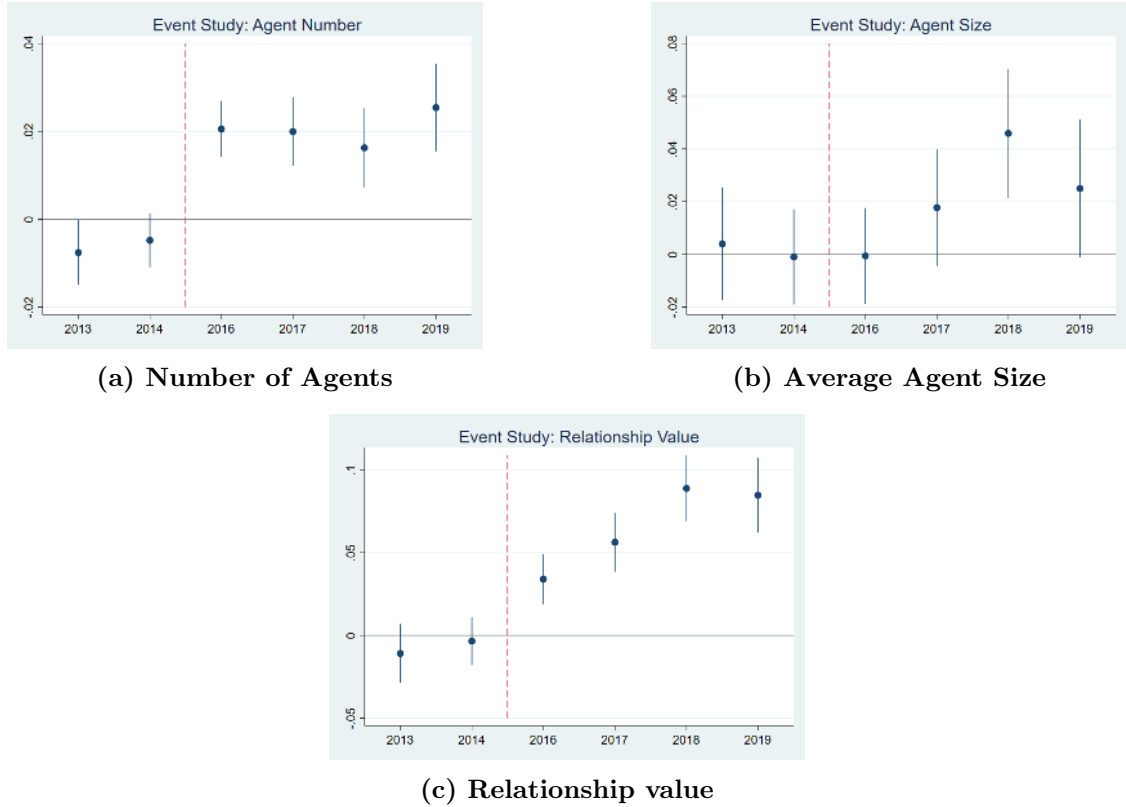 Event Study: Agent Number
.04
.02
0
-.02
2013 2014 2016 2017 2018 2019
(a) Number of Agents
Event Study: Agent Size
.08
.06
.04
.02
0
-.02
2013 2014 2016 2017 2018 2019
(b) Average Agent Size
Event Study: Relationship Value
.1
.05
0
-.05
2013 2014 2016 2017 2018 2019
(c) Relationship value